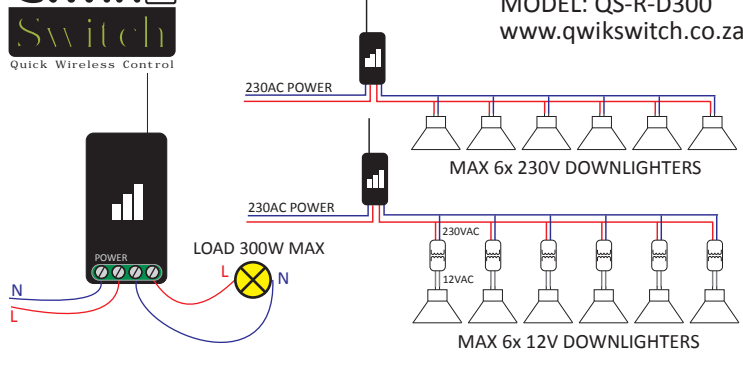 MODEL: QS-R-D300
www.qwikswitch.co.za
Switch
Quick Wireless Control
230AC POWER
MAX 6x 230V DOWNLIGHTERS
230AC POWER
230VAC
12VAC
MAX 6x 12V DOWNLIGHTERS
POWER
LOAD 300W MAX
L
N
N
L